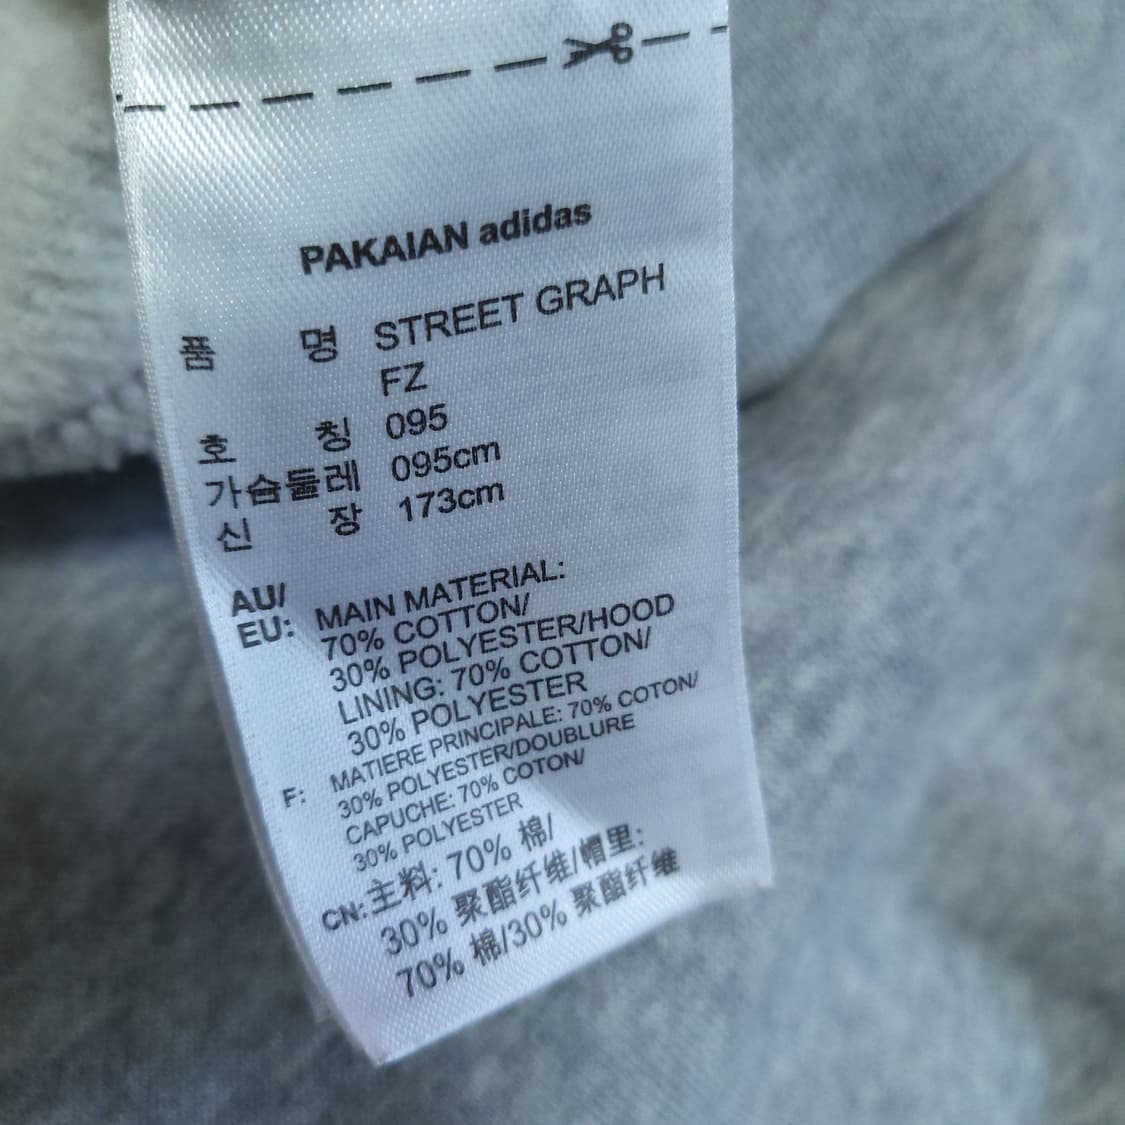 PAKAIAN adidas
품 명 STREET GRAPH
FZ
호 칭 095
가슴둘레 095cm
신 장 173cm
AU/
EU: MAIN MATERIAL:
70% COTTON/
30% POLYESTER/HOOD
LINING: 70% COTTON/
30% POLYESTER
F: MATIERE PRINCIPALE: 70% COTON/
30% POLYESTER/DOUBLURE
CAPUCHE: 70% COTON/
30% POLYESTER
CN: 主料: 70% 棉/
30% 聚酯纤维/帽里:
70% 棉/30% 聚酯纤维